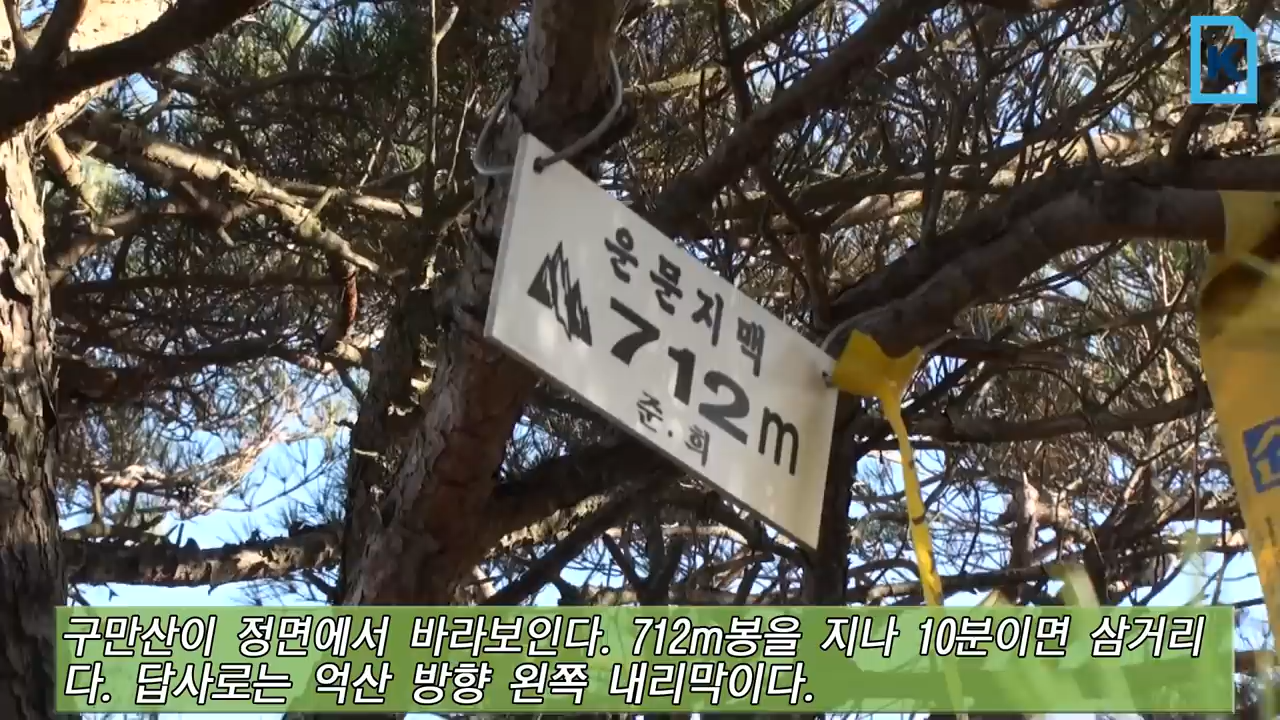 K
운문지맥
712m
준.희
구만산이 정면에서 바라보인다. 712m봉을 지나 10분이면 삼거리
다. 답사로는 억산 방향 왼쪽 내리막이다.